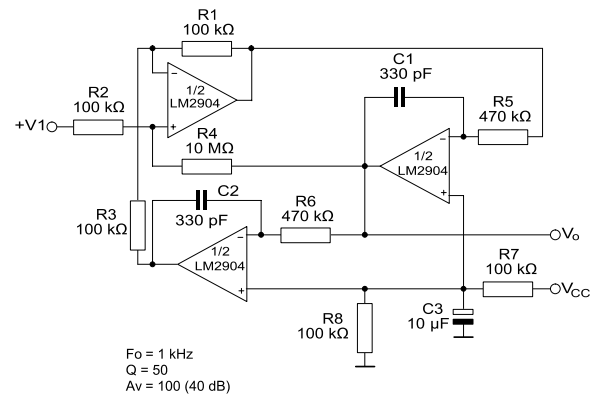 R1
100 kΩ
C1
330 pF
R2
100 kΩ
−
1/2
LM2904
+
R5
470 kΩ
+V1
R4
10 MΩ
−
1/2
LM2904
+
C2
330 pF
R6
470 kΩ
R3
100 kΩ
−
1/2
LM2904
+
Vo
R7
100 kΩ
VCC
C3
10 µF
R8
100 kΩ
Fo = 1 kHz
Q = 50
Av = 100 (40 dB)